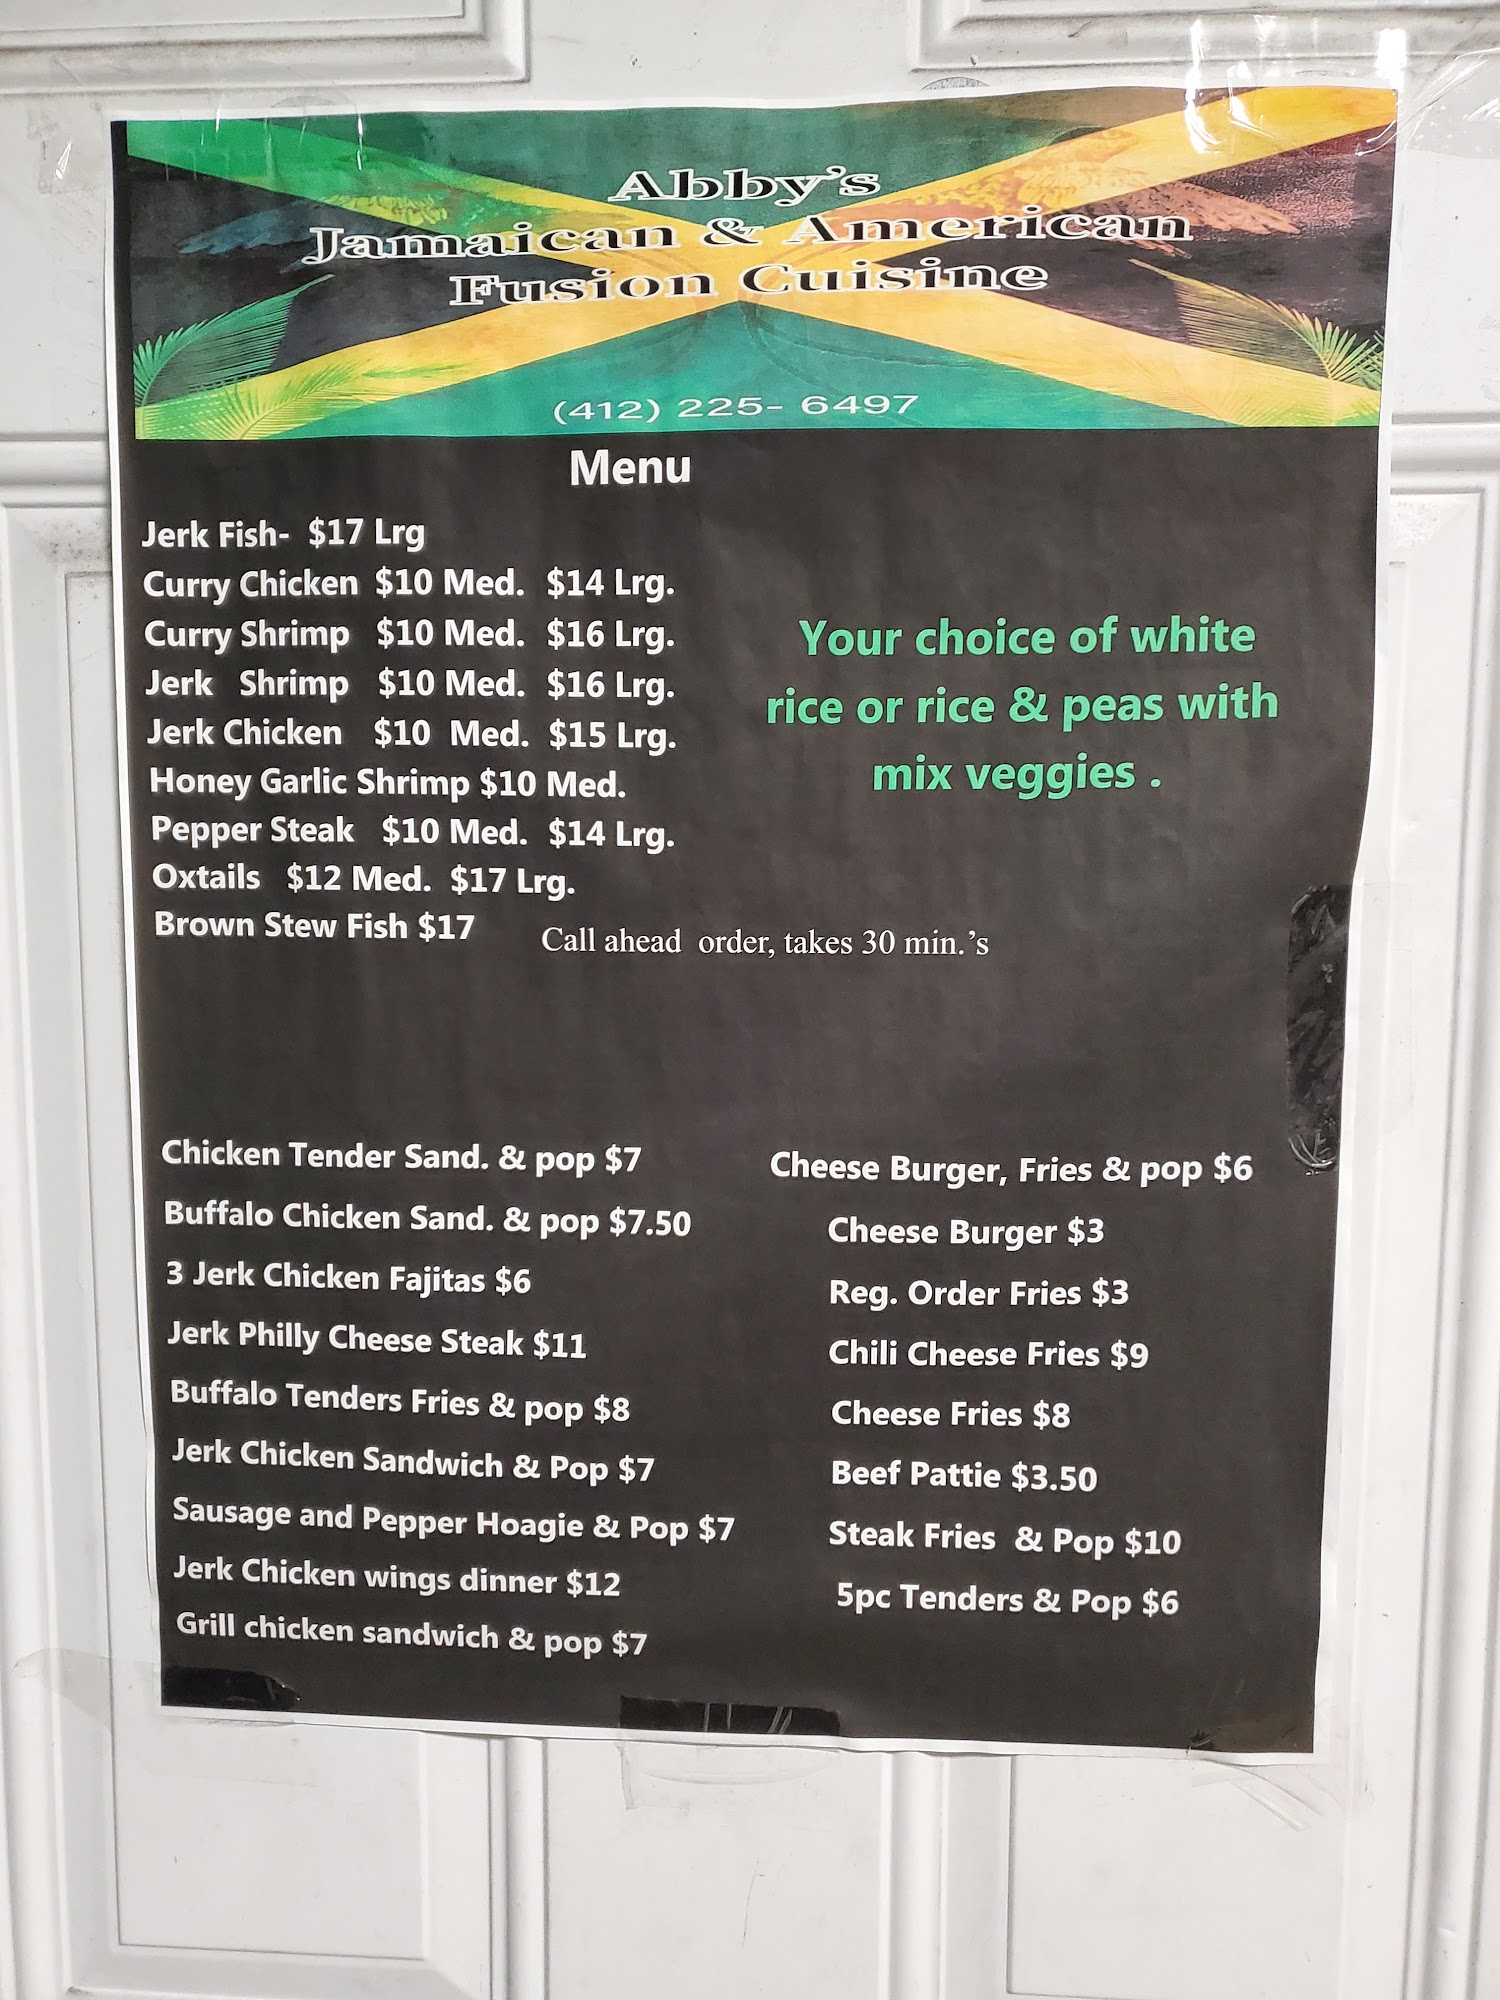 Abby's
Jamaican & American
Fusion Cuisine
(412) 225- 6497
Menu
Jerk Fish- $17 Lrg
Curry Chicken $10 Med. $14 Lrg.
Curry Shrimp $10 Med. $16 Lrg.
Jerk Shrimp $10 Med. $16 Lrg.
Jerk Chicken $10 Med. $15 Lrg.
Honey Garlic Shrimp $10 Med.
Pepper Steak $10 Med. $14 Lrg.
Oxtails $12 Med. $17 Lrg.
Brown Stew Fish $17
Call ahead order, takes 30 min.'s
Your choice of white
rice or rice & peas with
mix veggies .
Chicken Tender Sand. & pop $7
Buffalo Chicken Sand. & pop $7.50
3 Jerk Chicken Fajitas $6
Jerk Philly Cheese Steak $11
Buffalo Tenders Fries & pop $8
Jerk Chicken Sandwich & Pop $7
Sausage and Pepper Hoagie & Pop $7
Jerk Chicken wings dinner $12
Grill chicken sandwich & pop $7
Cheese Burger, Fries & pop $6
Cheese Burger $3
Reg. Order Fries $3
Chili Cheese Fries $9
Cheese Fries $8
Beef Pattie $3.50
Steak Fries & Pop $10
5pc Tenders & Pop $6